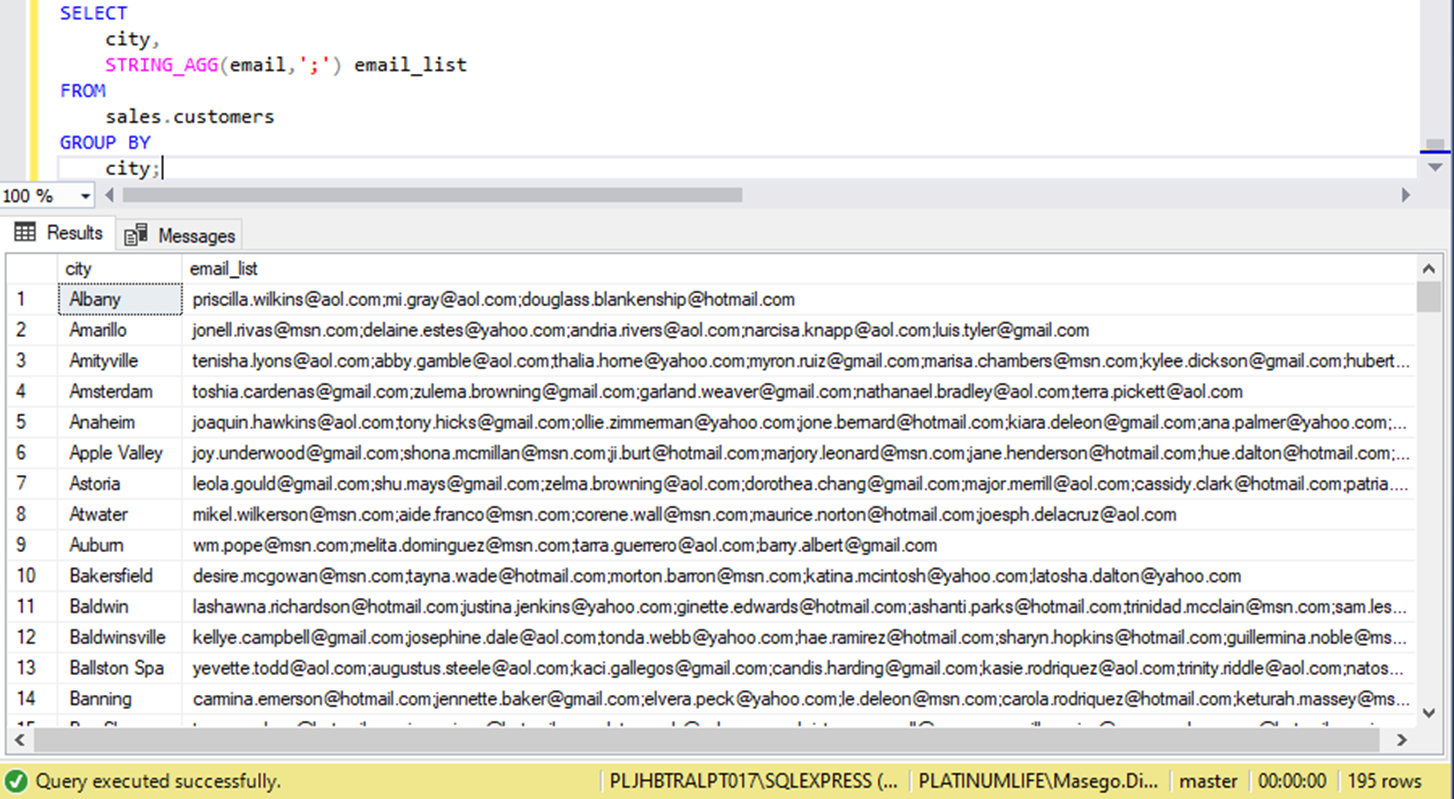 SELECT
city,
STRING_AGG(email,';') email_list
FROM
sales.customers
GROUP BY
city;
100 %
Results Messages
city email_list
1 Albany priscilla.wilkins@aol.com;mi.gray@aol.com;douglass.blankenship@hotmail.com
2 Amarillo jonell.rivas@msn.com;delaine.estes@yahoo.com;andria.rivers@aol.com;narcisa.knapp@aol.com;luis.tyler@gmail.com
3 Amityville tenisha.lyons@aol.com;abby.gamble@aol.com;thalia.horne@yahoo.com;myron.ruiz@gmail.com;marisa.chambers@msn.com;kylee.dickson@gmail.com;hubert...
4 Amsterdam toshia.cardenas@gmail.com;zulema.browning@gmail.com;garland.weaver@gmail.com;nathanael.bradley@aol.com;terra.pickett@aol.com
5 Anaheim joaquin.hawkins@aol.com;tony.hicks@gmail.com;ollie.zimmerman@yahoo.com;jone.bernard@hotmail.com;kiara.deleon@gmail.com;ana.palmer@yahoo.com;...
6 Apple Valley joy.underwood@gmail.com;shona.mcmillan@msn.com;ji.burt@hotmail.com;marjory.leonard@msn.com;jane.henderson@hotmail.com;hue.dalton@hotmail.com;...
7 Astoria leola.gould@gmail.com;shu.mays@gmail.com;zelma.browning@aol.com;dorothea.chang@gmail.com;major.merrill@aol.com;cassidy.clark@hotmail.com;patria....
8 Atwater mikel.wilkerson@msn.com;aide.franco@msn.com;corene.wall@msn.com;maurice.norton@hotmail.com;joesph.delacruz@aol.com
9 Auburn wm.pope@msn.com;melita.dominguez@msn.com;tarra.guerrero@aol.com;barry.albert@gmail.com
10 Bakersfield desire.mcgowan@msn.com;tayna.wade@hotmail.com;morton.barron@msn.com;katina.mcintosh@yahoo.com;latosha.dalton@yahoo.com
11 Baldwin lashawna.richardson@hotmail.com;justina.jenkins@yahoo.com;ginette.edwards@hotmail.com;ashanti.parks@hotmail.com;trinidad.mcclain@msn.com;sam.les...
12 Baldwinsville kellye.campbell@gmail.com;josephine.dale@aol.com;tonda.webb@yahoo.com;hae.ramirez@hotmail.com;sharyn.hopkins@hotmail.com;guillermina.noble@ms...
13 Ballston Spa yevette.todd@aol.com;augustus.steele@aol.com;kaci.gallegos@gmail.com;candis.harding@gmail.com;kasie.rodriquez@aol.com;trinity.riddle@aol.com;natos...
14 Banning carmina.emerson@hotmail.com;jennette.baker@gmail.com;elvera.peck@yahoo.com;le.deleon@msn.com;carola.rodriquez@hotmail.com;keturah.massey@ms...
Query executed successfully. PLJHBTRALPT017\SQLEXPRESS (... PLATINUMLIFE\Masego.Di... master 00:00:00 195 rows